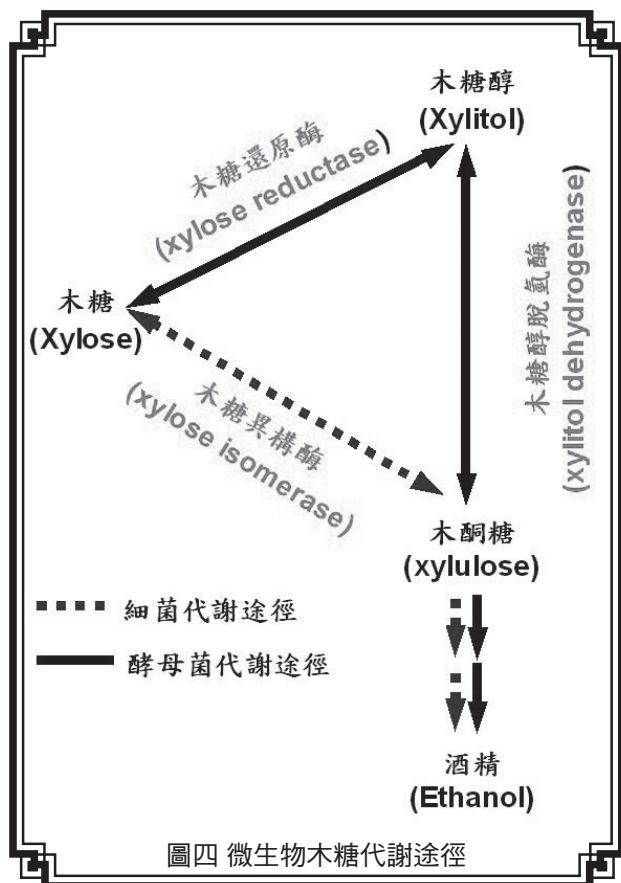 木糖醇
(Xylitol)
木糖還原酶
(xylose reductase)
木糖
(Xylose)
木糖醇脫氫酶
(xylitol dehydrogenase)
木糖異構酶
(xylose isomerase)
木酮糖
(xylulose)
細菌代謝途徑
酵母菌代謝途徑
酒精
(Ethanol)
圖四 微生物木糖代謝途徑